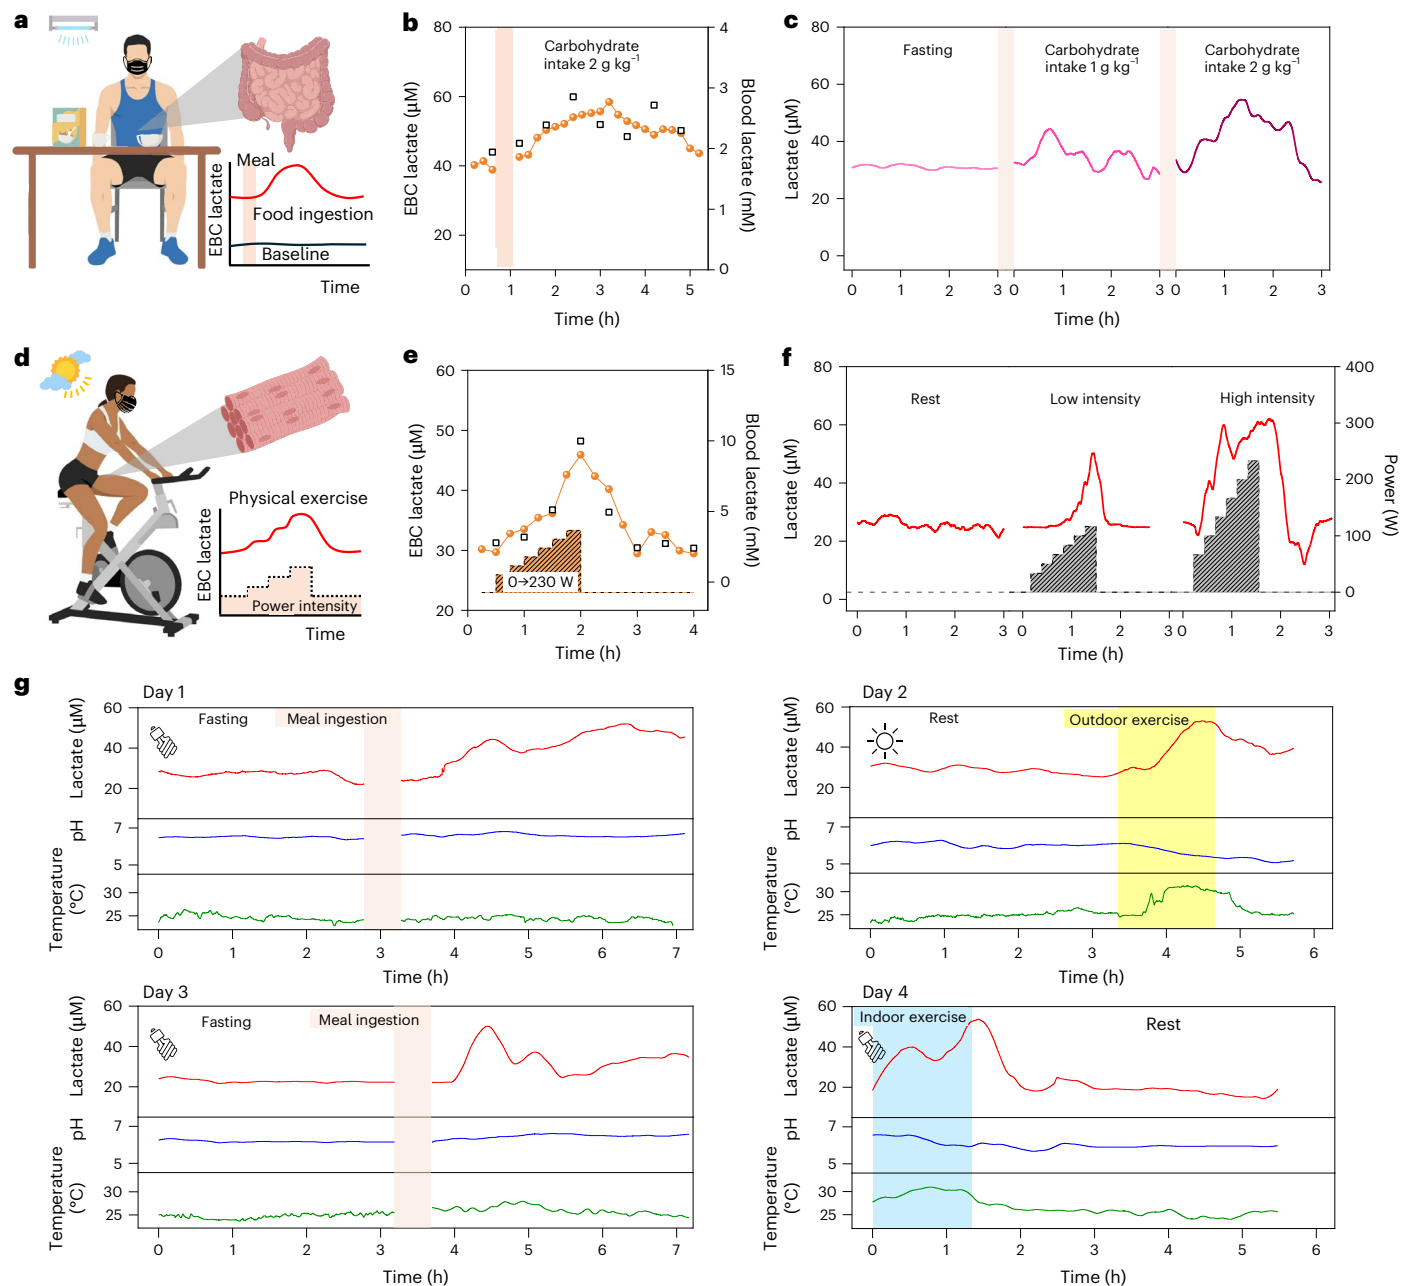 a
Meal
Food ingestion
Baseline
EBC lactate
Time
b
Carbohydrate
intake 2 g kg⁻¹
EBC lactate (µM)
80
60
40
20
Blood lactate (mM)
4
3
2
1
0
0 1 2 3 4 5
Time (h)
c
Fasting
Carbohydrate
intake 1 g kg⁻¹
Carbohydrate
intake 2 g kg⁻¹
Lactate (µM)
80
60
40
20
0
0 1 2 3 0 1 2 3 0 1 2 3
Time (h)
d
Physical exercise
EBC lactate
Power intensity
Time
e
EBC lactate (µM)
60
50
40
30
20
Blood lactate (mM)
15
10
5
0
0→230 W
0 1 2 3 4
Time (h)
f
Rest
Low intensity
High intensity
Lactate (µM)
80
60
40
20
0
Power (W)
400
300
200
100
0
0 1 2 3 0 1 2 3 0 1 2 3
Time (h)
g
Day 1
Fasting
Meal ingestion
Lactate (µM)
60
40
20
pH
7
5
Temperature
(°C)
30
25
0 1 2 3 4 5 6 7
Time (h)
Day 2
Rest
Outdoor exercise
Lactate (µM)
60
40
20
pH
7
5
Temperature
(°C)
30
25
0 1 2 3 4 5 6
Time (h)
Day 3
Fasting
Meal ingestion
Lactate (µM)
60
40
20
pH
7
5
Temperature
(°C)
30
25
0 1 2 3 4 5 6 7
Time (h)
Day 4
Indoor exercise
Rest
Lactate (µM)
60
40
20
pH
7
5
Temperature
(°C)
30
25
0 1 2 3 4 5 6
Time (h)